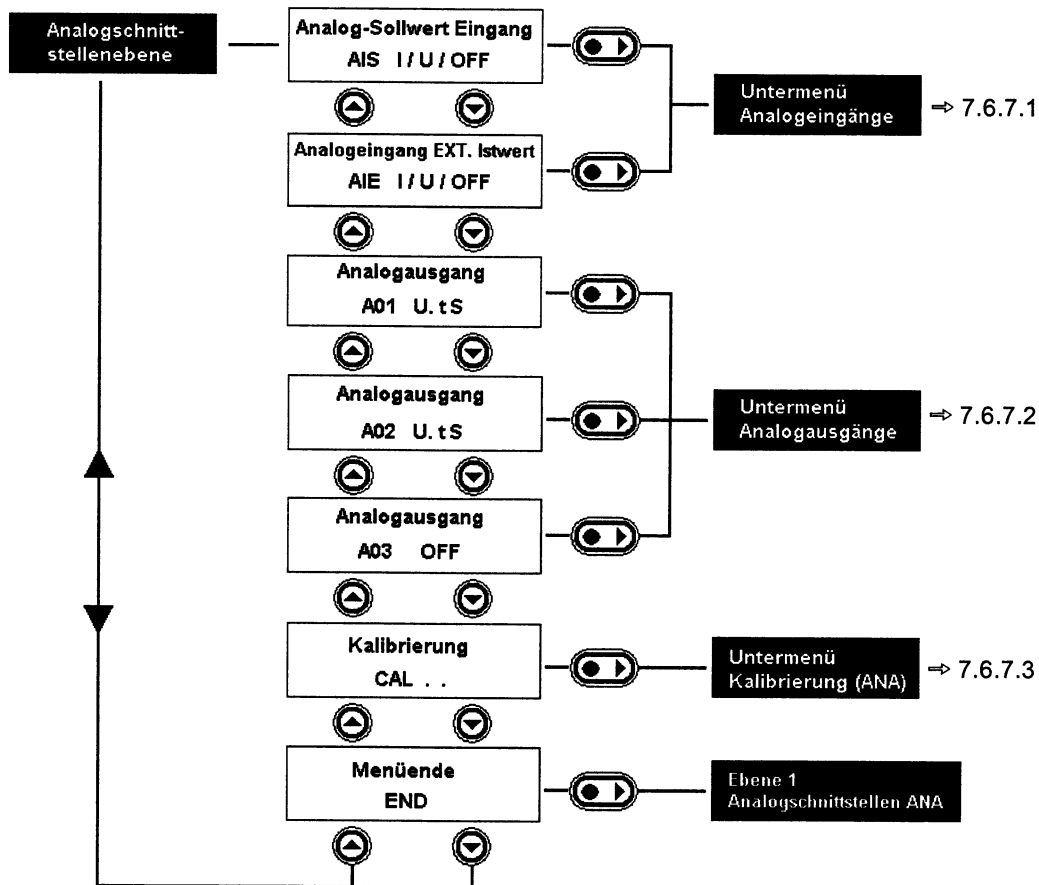 Analogschnitt-
stellenebene
Analog-Sollwert Eingang
AIS I / U / OFF
Untermenü
Analogeingänge
⇨ 7.6.7.1
Analogeingang EXT. Istwert
AIE I / U / OFF
Analogausgang
A01 U. t S
Analogausgang
A02 U. t S
Untermenü
Analogausgänge
⇨ 7.6.7.2
Analogausgang
A03 OFF
Kalibrierung
CAL . .
Untermenü
Kalibrierung (ANA)
⇨ 7.6.7.3
Menüende
END
Ebene 1
Analogschnittstellen ANA